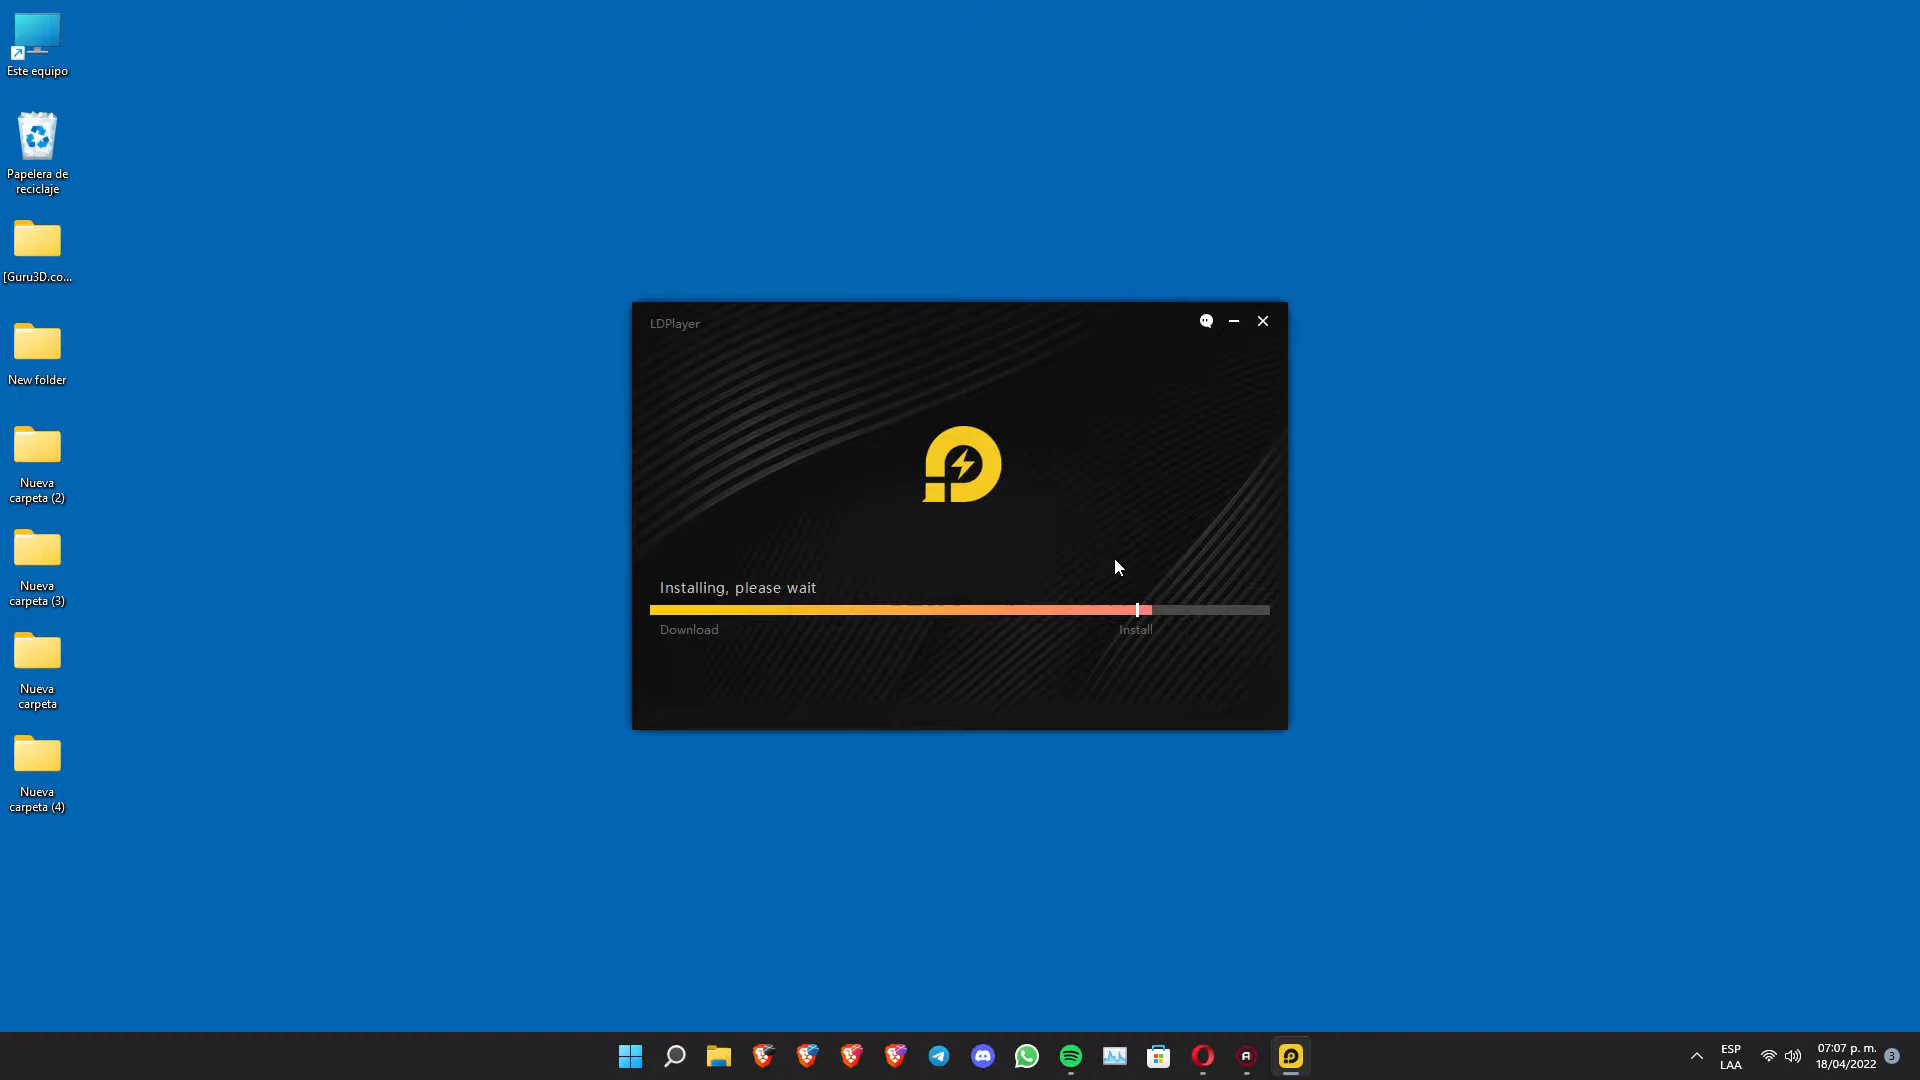 Este equipo
Papelera de
reciclaje
[Guru3D.co...
New folder
Nueva
carpeta (2)
Nueva
carpeta (3)
Nueva
carpeta
Nueva
carpeta (4)
LDPlayer
Installing, please wait
Download
Install
ESP
LAA
07:07 p. m.
18/04/2022
3